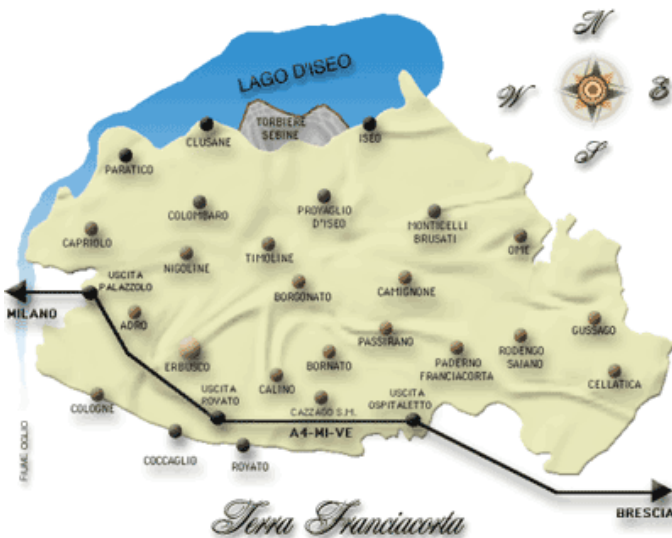 N
W
E
S
LAGO D'ISEO
TORBIERE
SEBINE
CLUSANE
ISEO
PARATICO
COLOMBARO
PROVAGLIO
D'ISEO
MONTICELLI
BRUSATI
CAPRIOLO
OME
NIGOLINE
TIMOLINE
USCITA
PALAZZOLO
BORGONATO
CAMIGNONE
MILANO
ADRO
GUSSAGO
PASSIRANO
ERBUSCO
BORNATO
PADERNO
FRANCIACORTA
RODENGO
SAIANO
CALINO
CELLATICA
COLOGNE
USCITA
ROVATO
CAZZAGO S.M.
USCITA
OSPITALETTO
A4-MI-VE
FIUME OGLIO
COCCAGLIO
ROVATO
BRESCIA
Terra Franciacorta